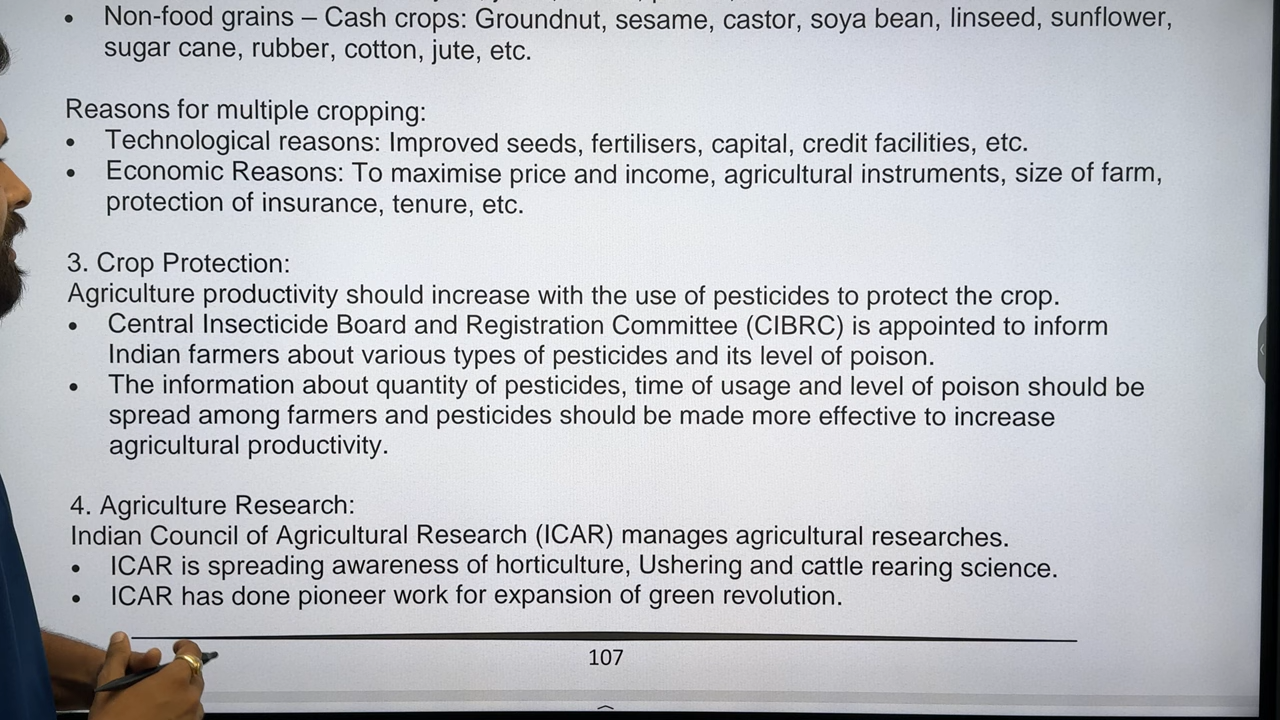 • Non-food grains – Cash crops: Groundnut, sesame, castor, soya bean, linseed, sunflower,
sugar cane, rubber, cotton, jute, etc.
Reasons for multiple cropping:
• Technological reasons: Improved seeds, fertilisers, capital, credit facilities, etc.
• Economic Reasons: To maximise price and income, agricultural instruments, size of farm,
protection of insurance, tenure, etc.
3. Crop Protection:
Agriculture productivity should increase with the use of pesticides to protect the crop.
• Central Insecticide Board and Registration Committee (CIBRC) is appointed to inform
Indian farmers about various types of pesticides and its level of poison.
• The information about quantity of pesticides, time of usage and level of poison should be
spread among farmers and pesticides should be made more effective to increase
agricultural productivity.
4. Agriculture Research:
Indian Council of Agricultural Research (ICAR) manages agricultural researches.
• ICAR is spreading awareness of horticulture, Ushering and cattle rearing science.
• ICAR has done pioneer work for expansion of green revolution.
107